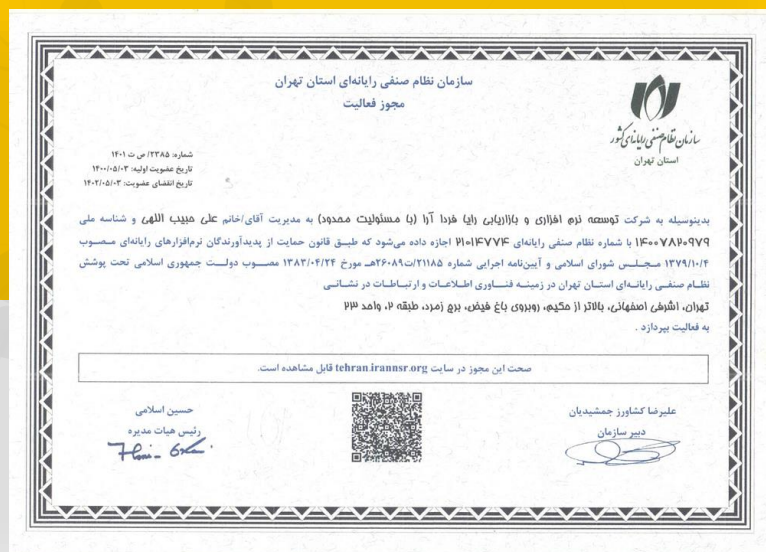 سازمان نظام صنفی رایانه‌ای استان تهران
مجوز فعالیت
سازمان نظام صنفی رایانه‌ای کشور
استان تهران
شماره: ۲۳۸۵/ ص ت ۱۴۰۱
تاریخ عضویت اولیه: ۱۴۰۰/۰۵/۰۳
تاریخ انقضای عضویت: ۱۴۰۲/۰۵/۰۳
بدینوسیله به شرکت توسعه نرم افزاری و بازاریابی رایا فردا آرا (با مسئولیت محدود) به مدیریت آقای/خانم علی حبیب اللهی و شناسه ملی
۱۴۰۰۷۸۲۰۹۷۹ با شماره نظام صنفی رایانه‌ای ۲۱۰۱۴۷۷۴ اجازه داده می‌شود که طبق قانون حمایت از پدیدآورندگان نرم‌افزارهای رایانه‌ای مصوب
۱۳۷۹/۱۰/۴ مجلس شورای اسلامی و آیین‌نامه اجرایی شماره ۲۱۱۸۵/ت۲۶۰۸۹هـ مورخ ۱۳۸۳/۰۴/۲۴ مصوب دولت جمهوری اسلامی تحت پوشش
نظام صنفی رایانه‌ای استان تهران در زمینه فناوری اطلاعات و ارتباطات در نشانی
تهران، اشرفی اصفهانی، بالاتر از حکیم، روبروی باغ فیض، برج زمرد، طبقه ۲، واحد ۲۳
به فعالیت بپردازد .
صحت این مجوز در سایت tehran.irannsr.org قابل مشاهده است.
علیرضا کشاورز جمشیدیان
دبیر سازمان
حسین اسلامی
رئیس هیات مدیره